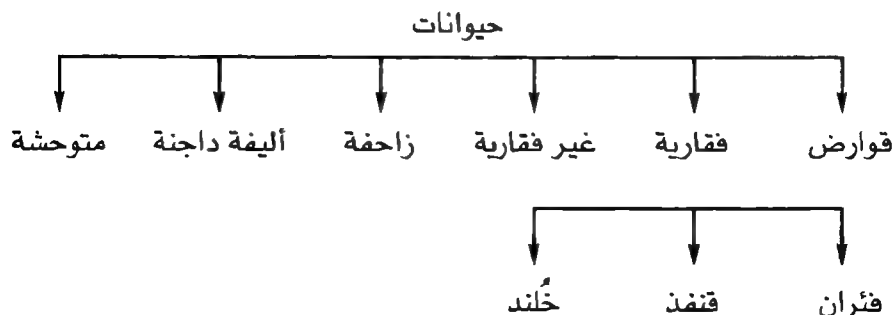 حيوانات
قوارض فقارية غير فقارية زاحفة أليفة داجنة متوحشة
فئران قنفذ خُلند